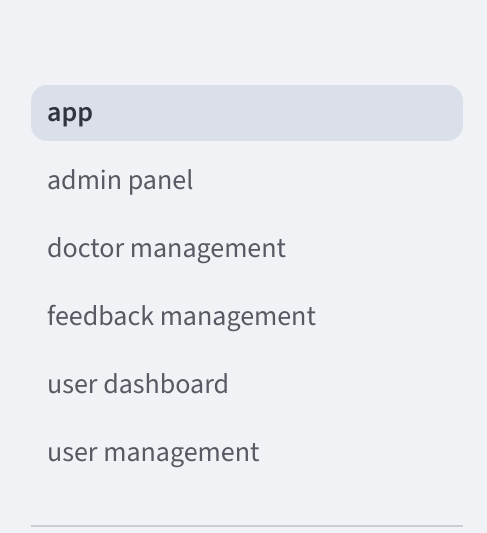 app
admin panel
doctor management
feedback management
user dashboard
user management